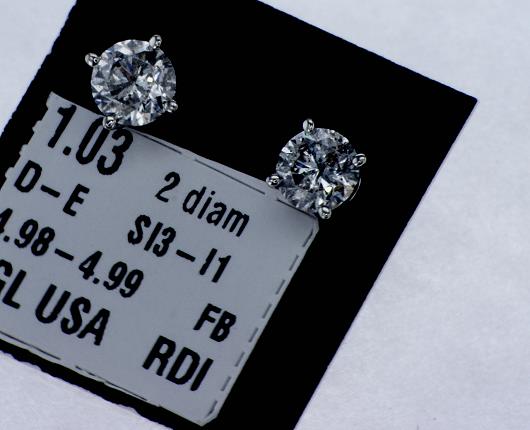 1.03 2 diam
D-E SI3-I1
4.98-4.99 FB
GL USA RDI